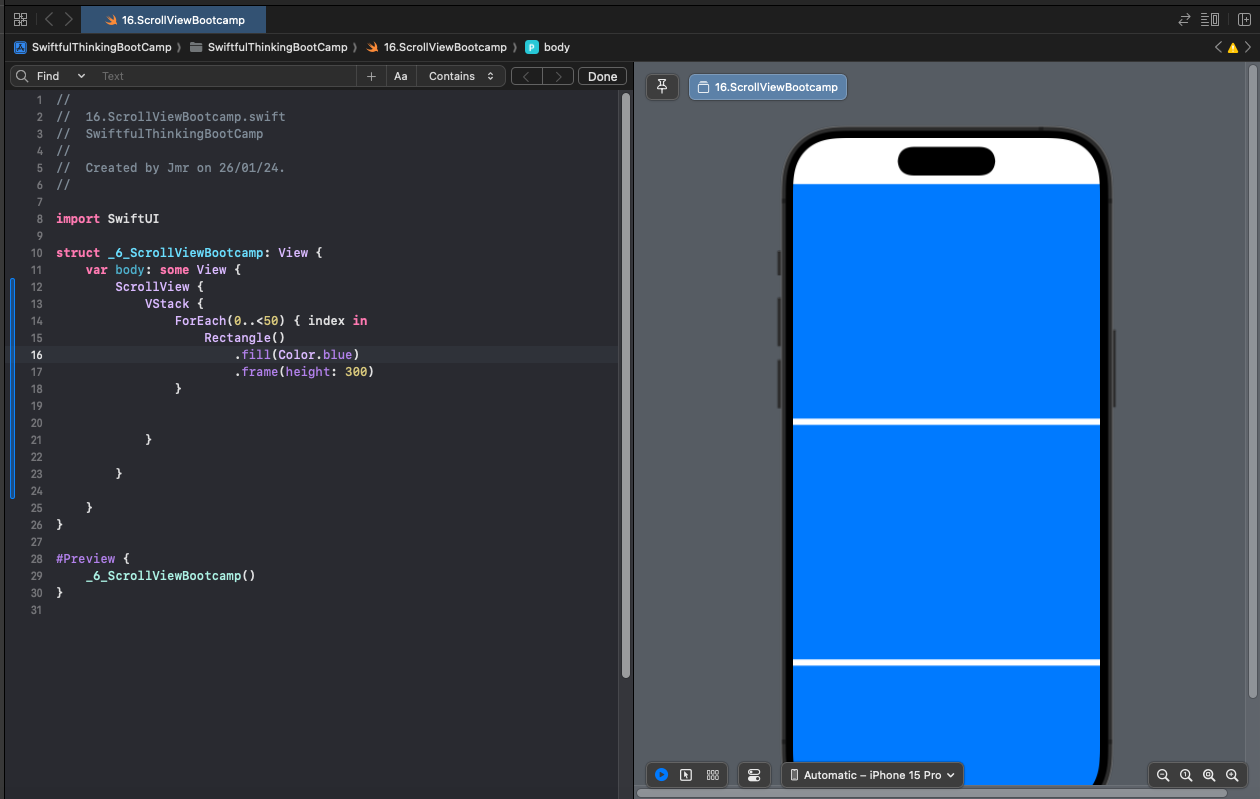 16.ScrollViewBootcamp
SwiftfulThinkingBootCamp 〉 SwiftfulThinkingBootCamp 〉 16.ScrollViewBootcamp 〉 P body
Find Text + Aa Contains Done
16.ScrollViewBootcamp
1 //
2 //  16.ScrollViewBootcamp.swift
3 //  SwiftfulThinkingBootCamp
4 //
5 //  Created by Jmr on 26/01/24.
6 //
7
8 import SwiftUI
9
10 struct _6_ScrollViewBootcamp: View {
11     var body: some View {
12         ScrollView {
13             VStack {
14                 ForEach(0..<50) { index in
15                     Rectangle()
16                         .fill(Color.blue)
17                         .frame(height: 300)
18                 }
19
20
21             }
22
23         }
24
25     }
26 }
27
28 #Preview {
29     _6_ScrollViewBootcamp()
30 }
31
Automatic – iPhone 15 Pro